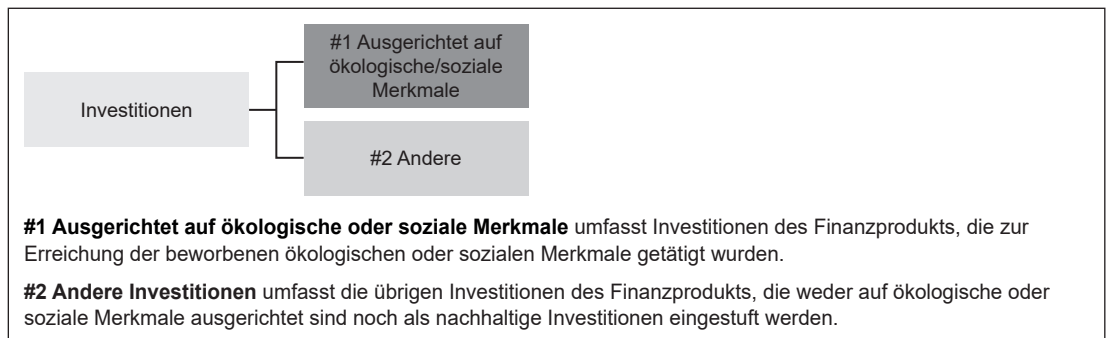 #1 Ausgerichtet auf
ökologische/soziale
Merkmale
Investitionen
#2 Andere
#1 Ausgerichtet auf ökologische oder soziale Merkmale umfasst Investitionen des Finanzprodukts, die zur
Erreichung der beworbenen ökologischen oder sozialen Merkmale getätigt wurden.
#2 Andere Investitionen umfasst die übrigen Investitionen des Finanzprodukts, die weder auf ökologische oder
soziale Merkmale ausgerichtet sind noch als nachhaltige Investitionen eingestuft werden.